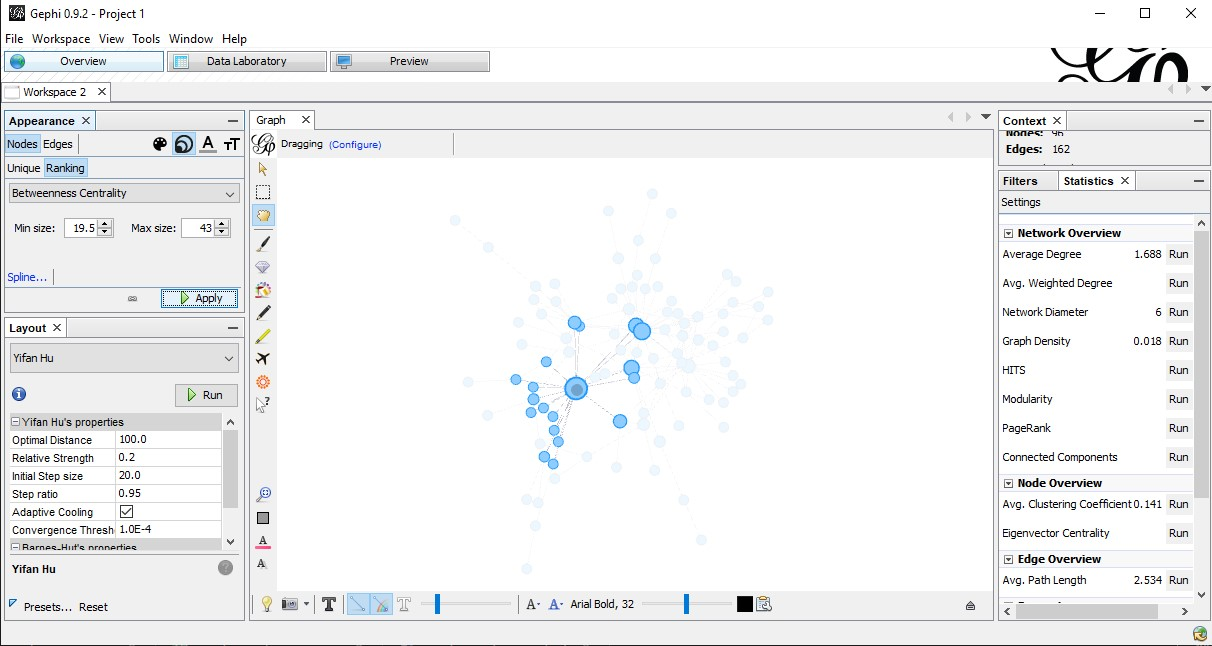 Gephi 0.9.2 - Project 1
File Workspace View Tools Window Help
Overview Data Laboratory Preview
Workspace 2
Appearance
Nodes Edges
Unique Ranking
Betweenness Centrality
Min size: 19.5 Max size: 43
Spline...
Apply
Layout
Yifan Hu
Run
Yifan Hu's properties
Optimal Distance 100.0
Relative Strength 0.2
Initial Step size 20.0
Step ratio 0.95
Adaptive Cooling
Convergence Thresh 1.0E-4
Barnes-Hut's properties
Yifan Hu
Presets... Reset
Graph
Dragging (Configure)
Arial Bold, 32
Context
Nodes: 96
Edges: 162
Filters Statistics
Settings
Network Overview
Average Degree 1.688 Run
Avg. Weighted Degree Run
Network Diameter 6 Run
Graph Density 0.018 Run
HITS Run
Modularity Run
PageRank Run
Connected Components Run
Node Overview
Avg. Clustering Coefficient 0.141 Run
Eigenvector Centrality Run
Edge Overview
Avg. Path Length 2.534 Run